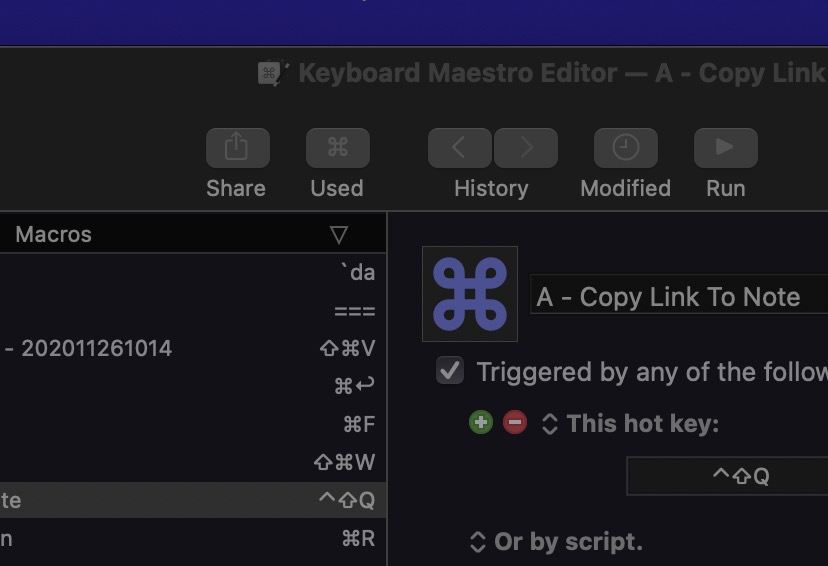 Keyboard Maestro Editor — A - Copy Link
Share Used History Modified Run
Macros
`da
===
- 202011261014 ⇧⌘V
⌘↩
⌘F
⇧⌘W
te ^⇧Q
n ⌘R
A - Copy Link To Note
Triggered by any of the follow
This hot key:
^⇧Q
Or by script.